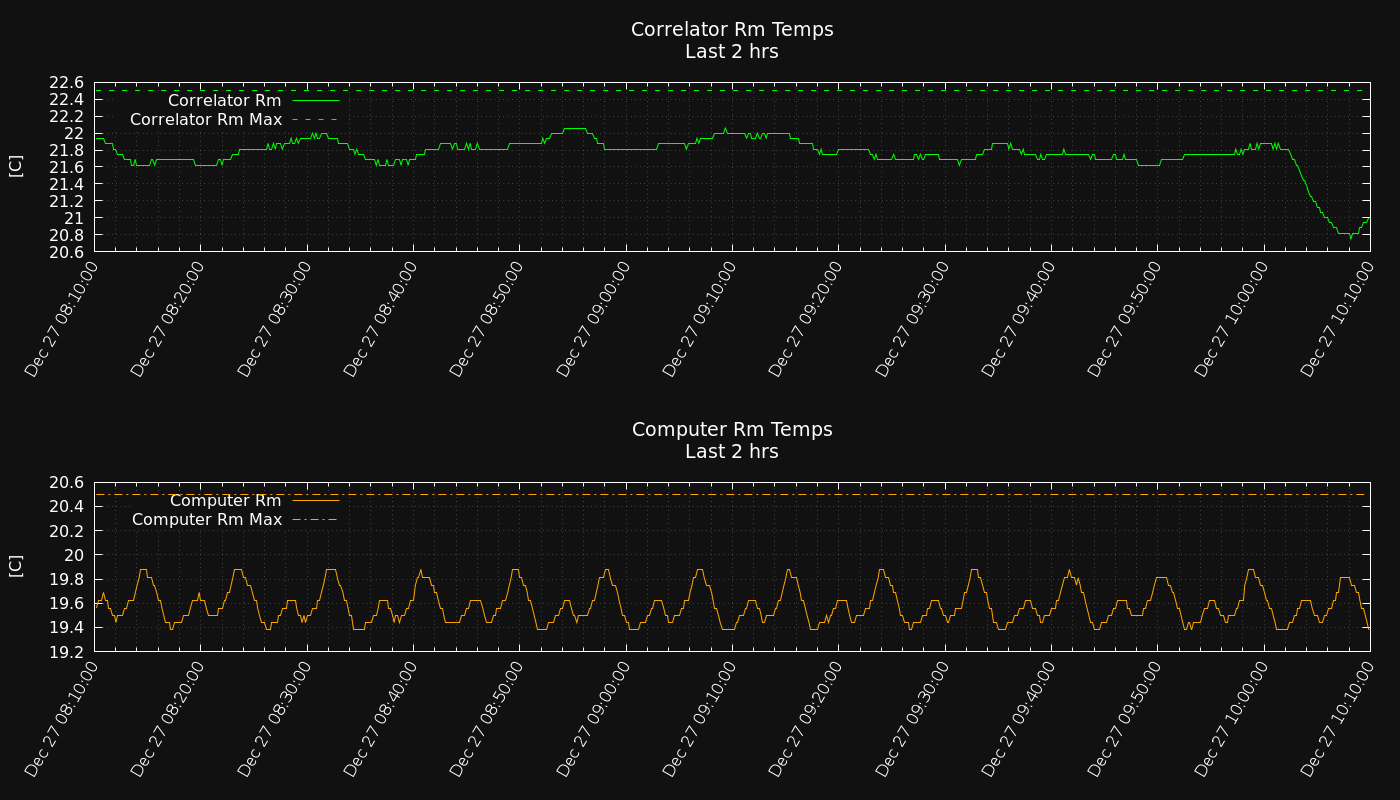 Correlator Rm Temps
Last 2 hrs
22.6
22.4
22.2
22
21.8
21.6
21.4
21.2
21
20.8
20.6
[C]
Correlator Rm
Correlator Rm Max
Dec 27 08:10:00
Dec 27 08:20:00
Dec 27 08:30:00
Dec 27 08:40:00
Dec 27 08:50:00
Dec 27 09:00:00
Dec 27 09:10:00
Dec 27 09:20:00
Dec 27 09:30:00
Dec 27 09:40:00
Dec 27 09:50:00
Dec 27 10:00:00
Dec 27 10:10:00
Computer Rm Temps
Last 2 hrs
20.6
20.4
20.2
20
19.8
19.6
19.4
19.2
[C]
Computer Rm
Computer Rm Max
Dec 27 08:10:00
Dec 27 08:20:00
Dec 27 08:30:00
Dec 27 08:40:00
Dec 27 08:50:00
Dec 27 09:00:00
Dec 27 09:10:00
Dec 27 09:20:00
Dec 27 09:30:00
Dec 27 09:40:00
Dec 27 09:50:00
Dec 27 10:00:00
Dec 27 10:10:00